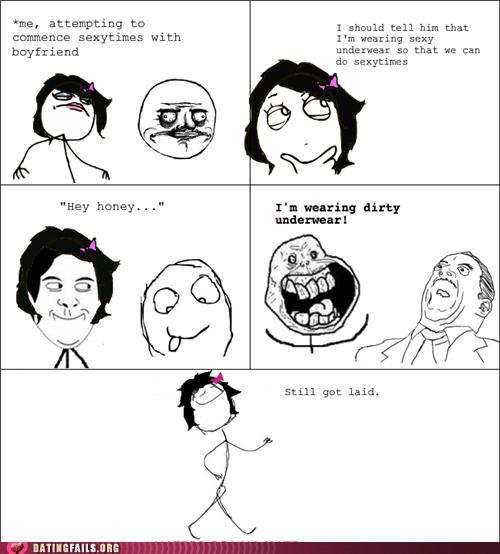 *me, attempting to
commence sexytimes with
boyfriend
I should tell him that
I'm wearing sexy
underwear so that we can
do sexytimes
"Hey honey..."
I'm wearing dirty
underwear!
Still got laid.
DATINGFAILS.ORG